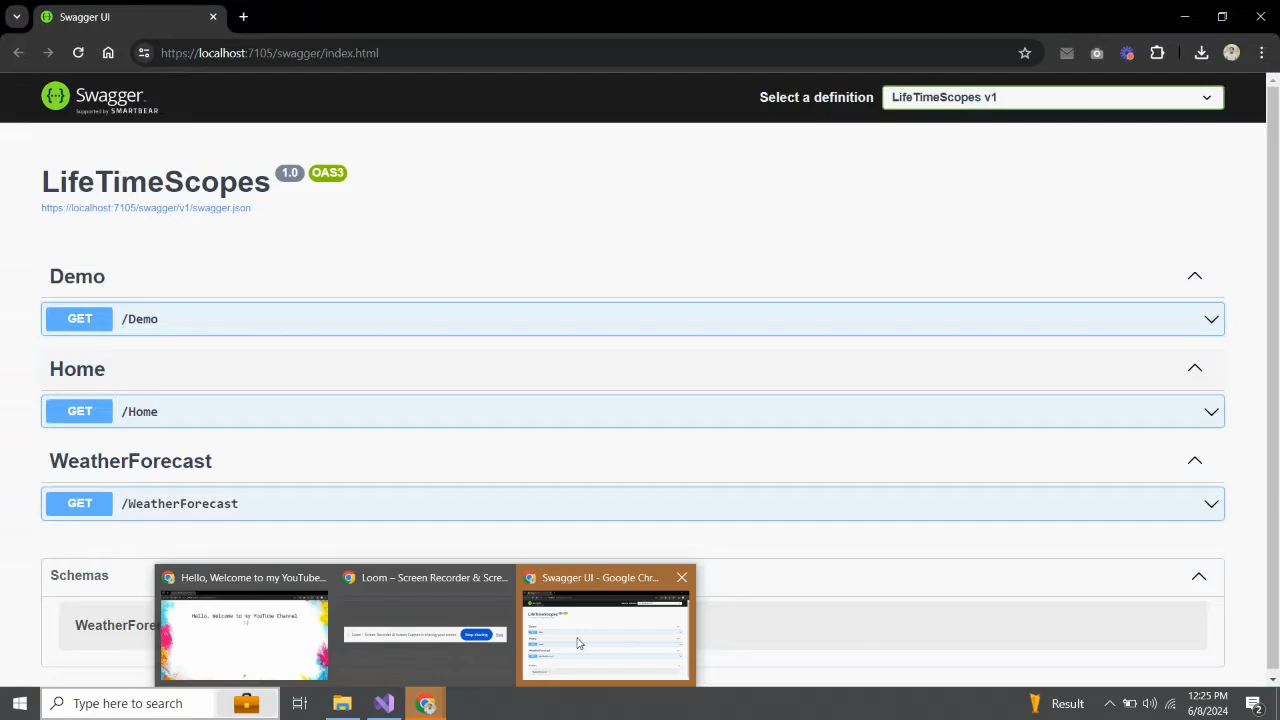 Swagger UI
https://localhost:7105/swagger/index.html
Swagger
Supported by SMARTBEAR
Select a definition
LifeTimeScopes v1
LifeTimeScopes 1.0 OAS3
https://localhost:7105/swagger/v1/swagger.json
Demo
GET /Demo
Home
GET /Home
WeatherForecast
GET /WeatherForecast
Schemas
WeatherFore
Hello, Welcome to my YouTube...
Loom – Screen Recorder & Scre...
Swagger UI - Google Chr...
Hello, Welcome to my YouTube Channel
:)
Stop sharing
Type here to search
Result
12:25 PM
6/8/2024
2